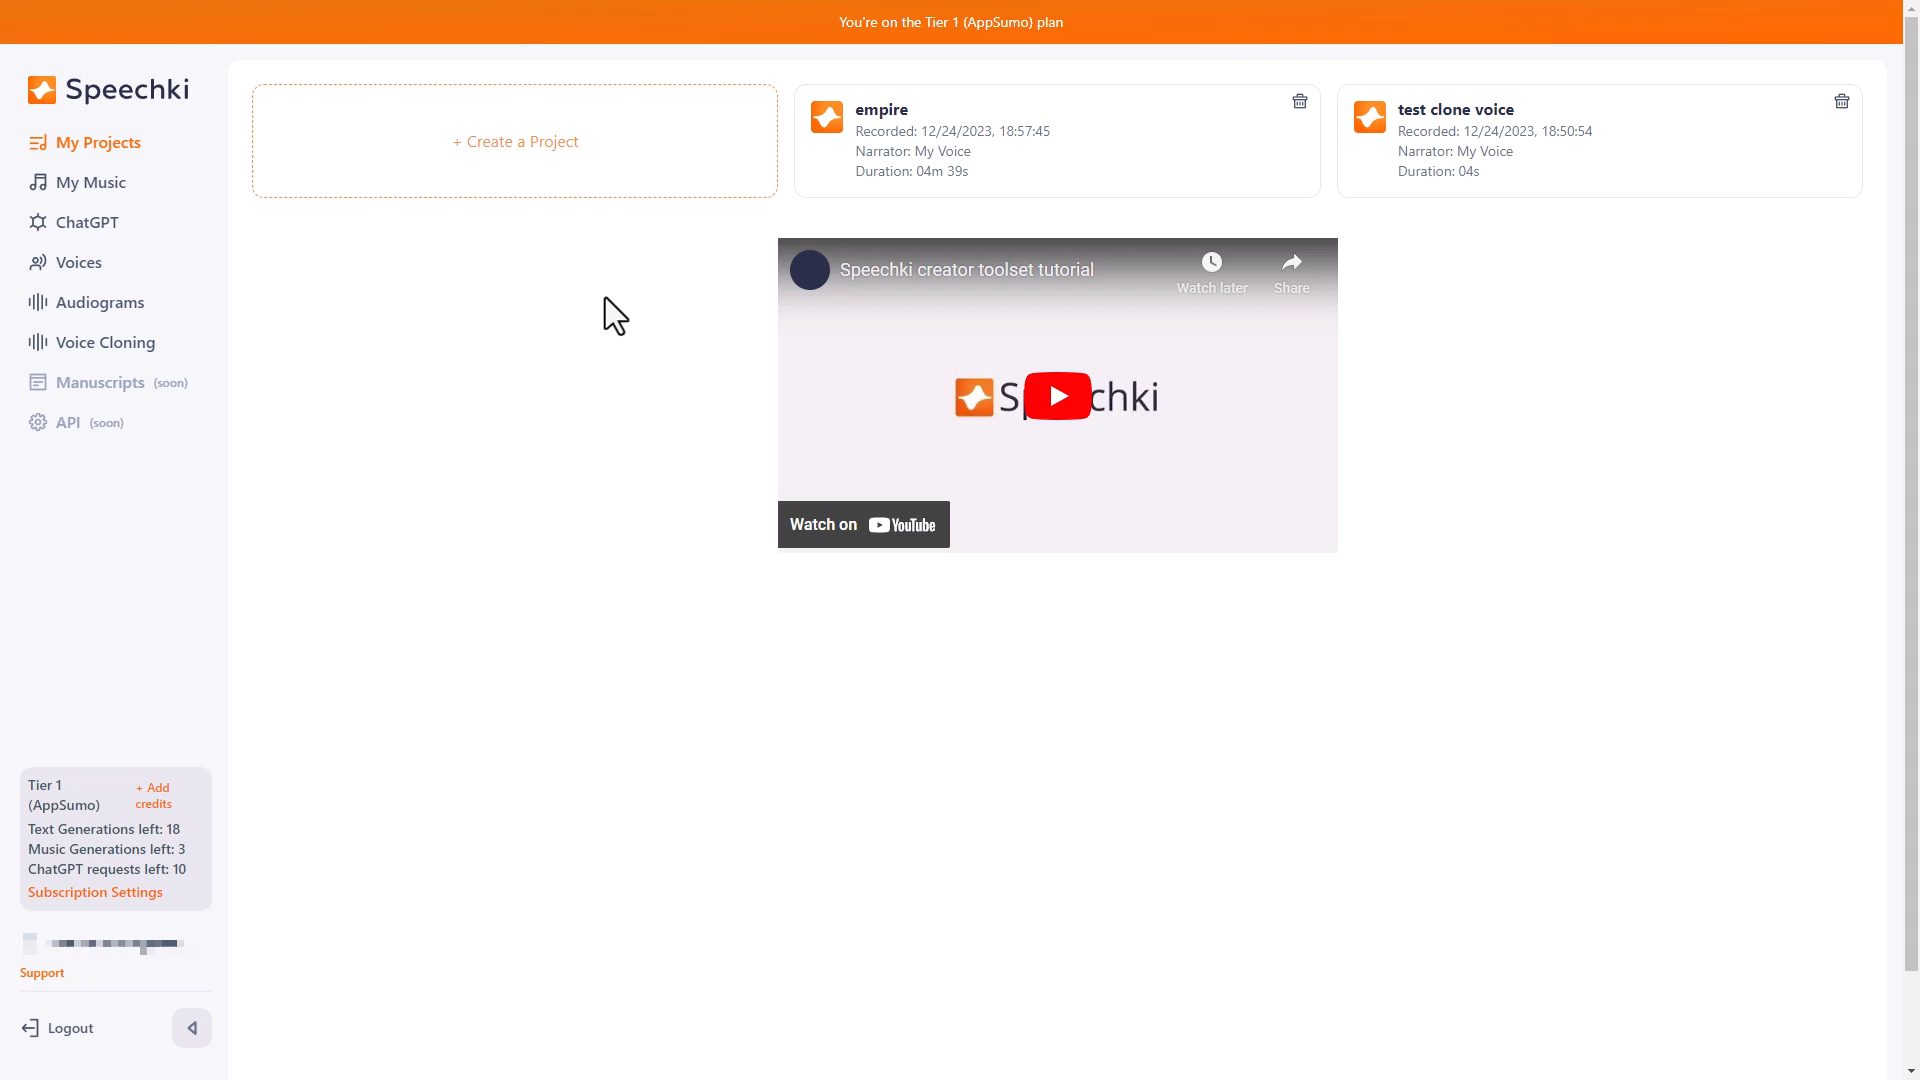 You're on the Tier 1 (AppSumo) plan
Speechki
My Projects
My Music
ChatGPT
Voices
Audiograms
Voice Cloning
Manuscripts (soon)
API (soon)
+ Create a Project
empire
Recorded: 12/24/2023, 18:57:45
Narrator: My Voice
Duration: 04m 39s
test clone voice
Recorded: 12/24/2023, 18:50:54
Narrator: My Voice
Duration: 04s
Speechki creator toolset tutorial
Watch later
Share
Watch on YouTube
Tier 1
(AppSumo)
+ Add
credits
Text Generations left: 18
Music Generations left: 3
ChatGPT requests left: 10
Subscription Settings
Support
Logout